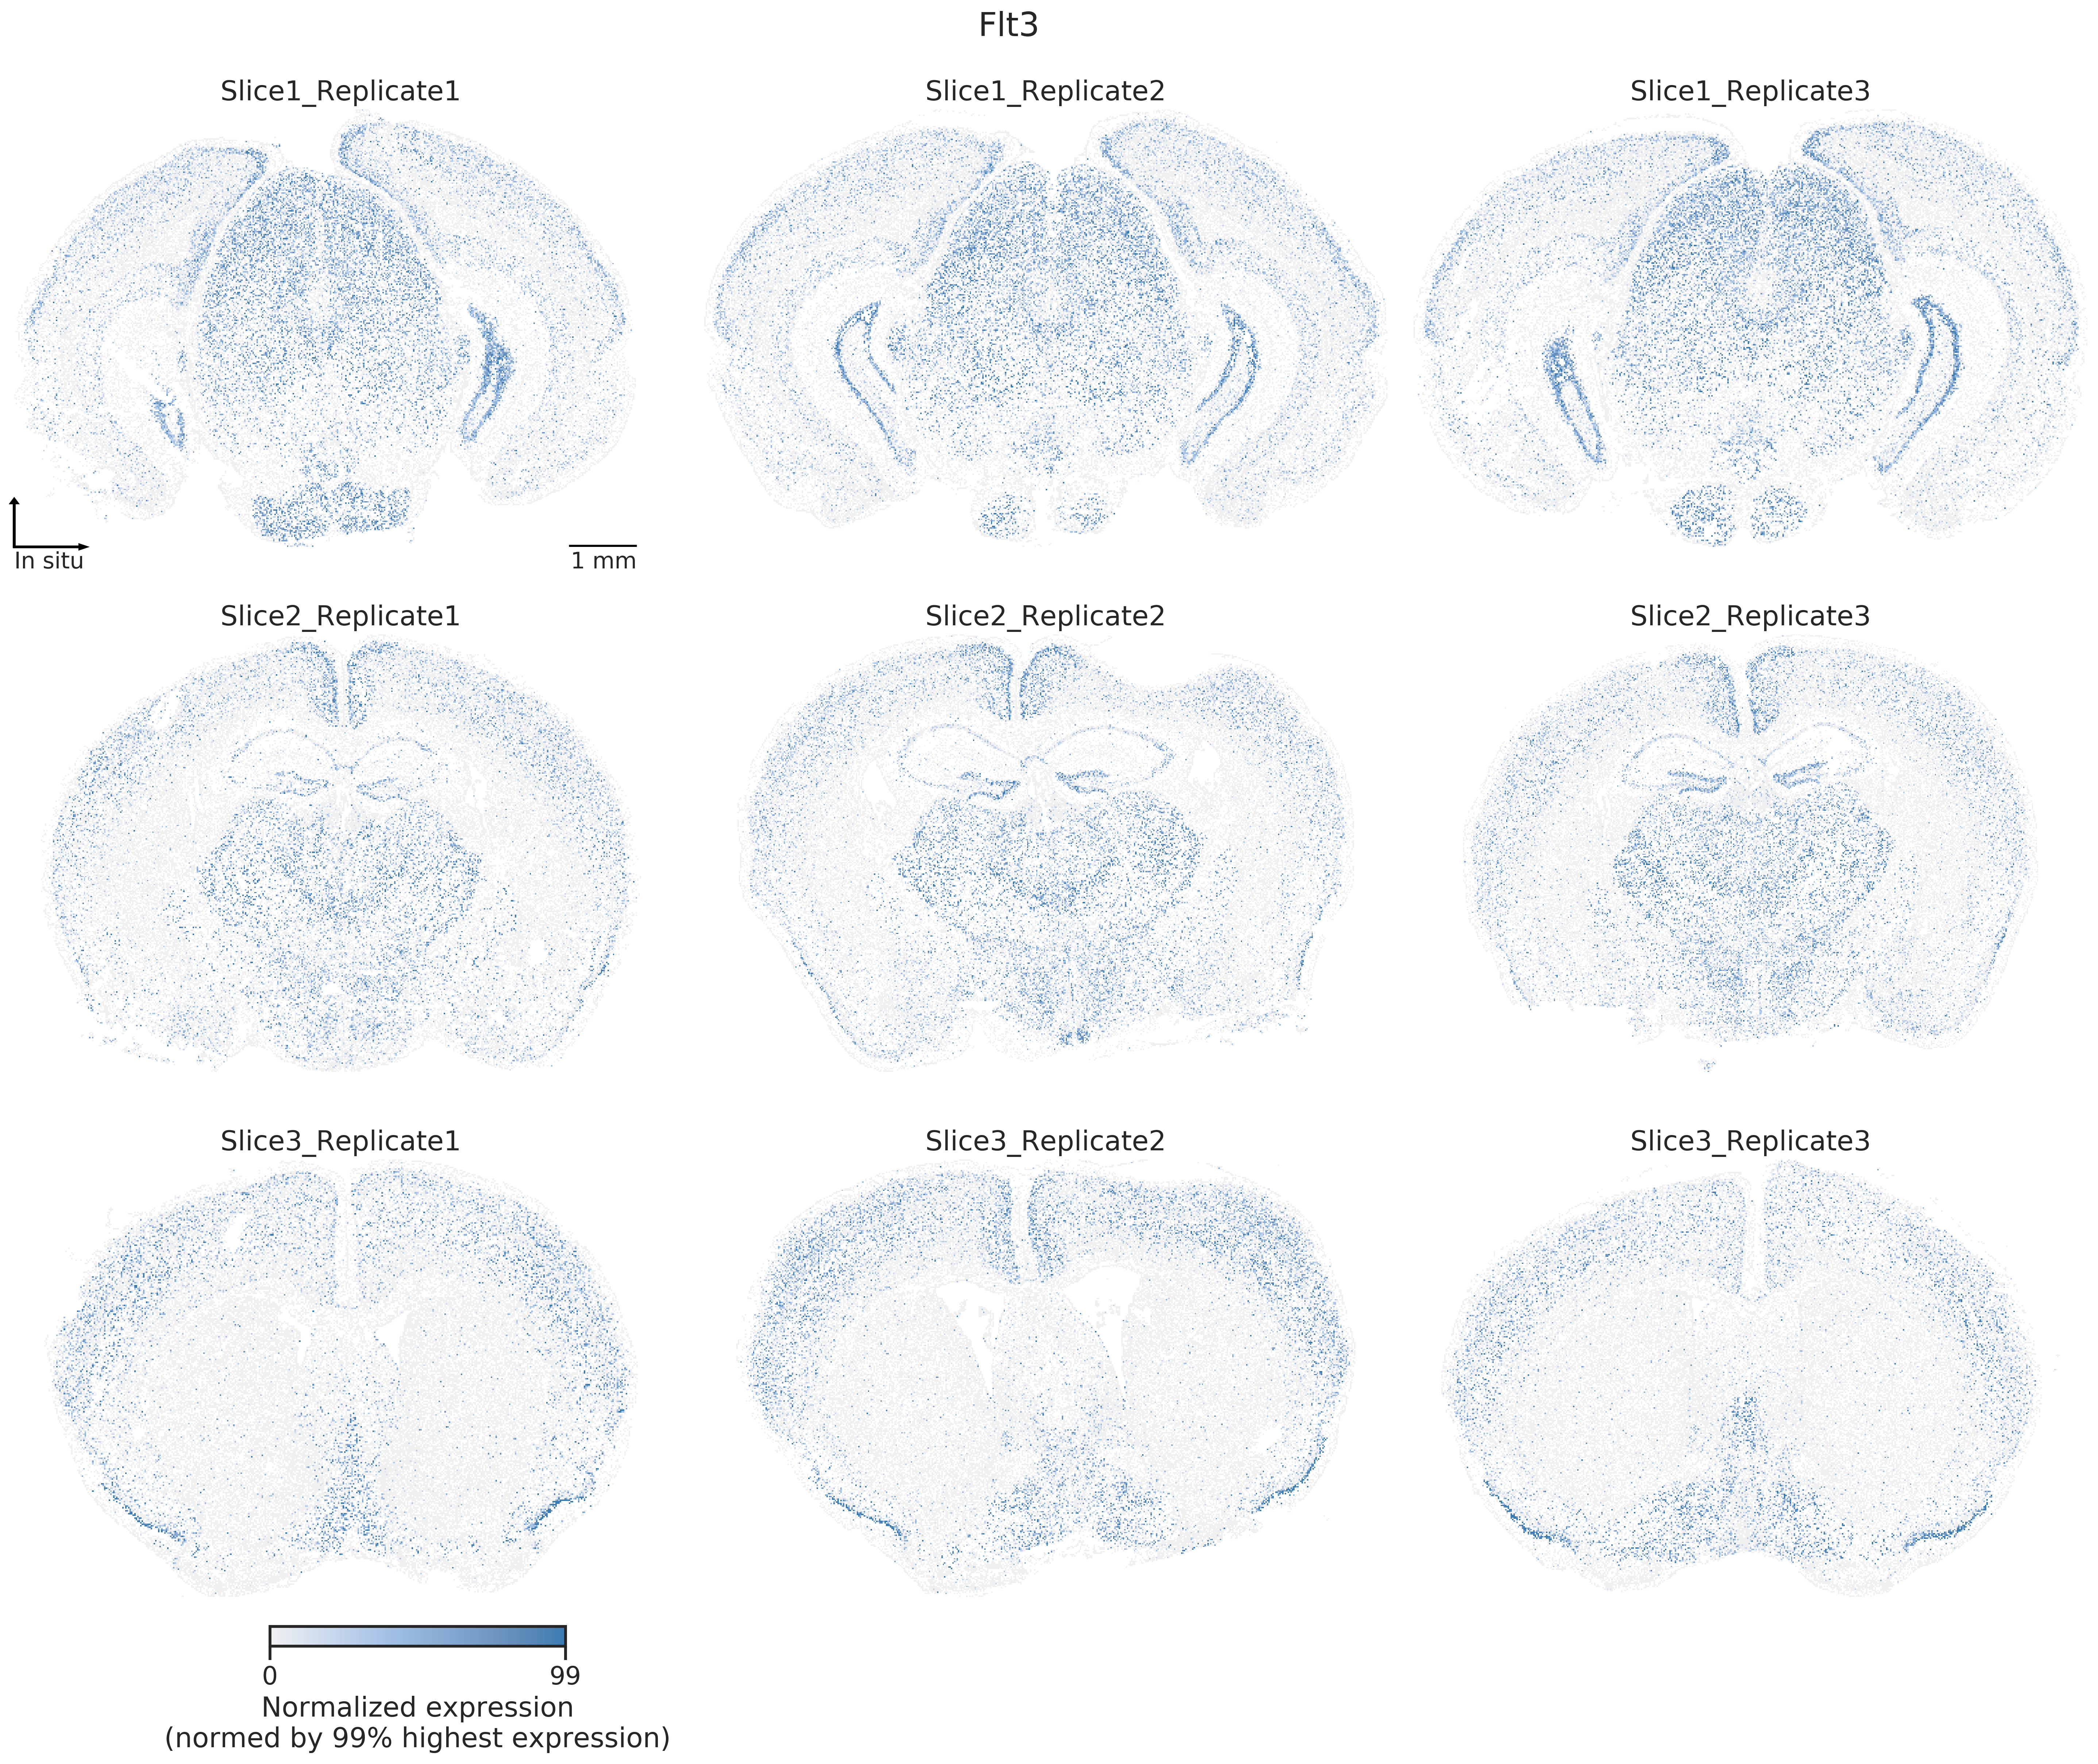 Flt3
Slice1_Replicate1
Slice1_Replicate2
Slice1_Replicate3
In situ
1 mm
Slice2_Replicate1
Slice2_Replicate2
Slice2_Replicate3
Slice3_Replicate1
Slice3_Replicate2
Slice3_Replicate3
0
99
Normalized expression
(normed by 99% highest expression)